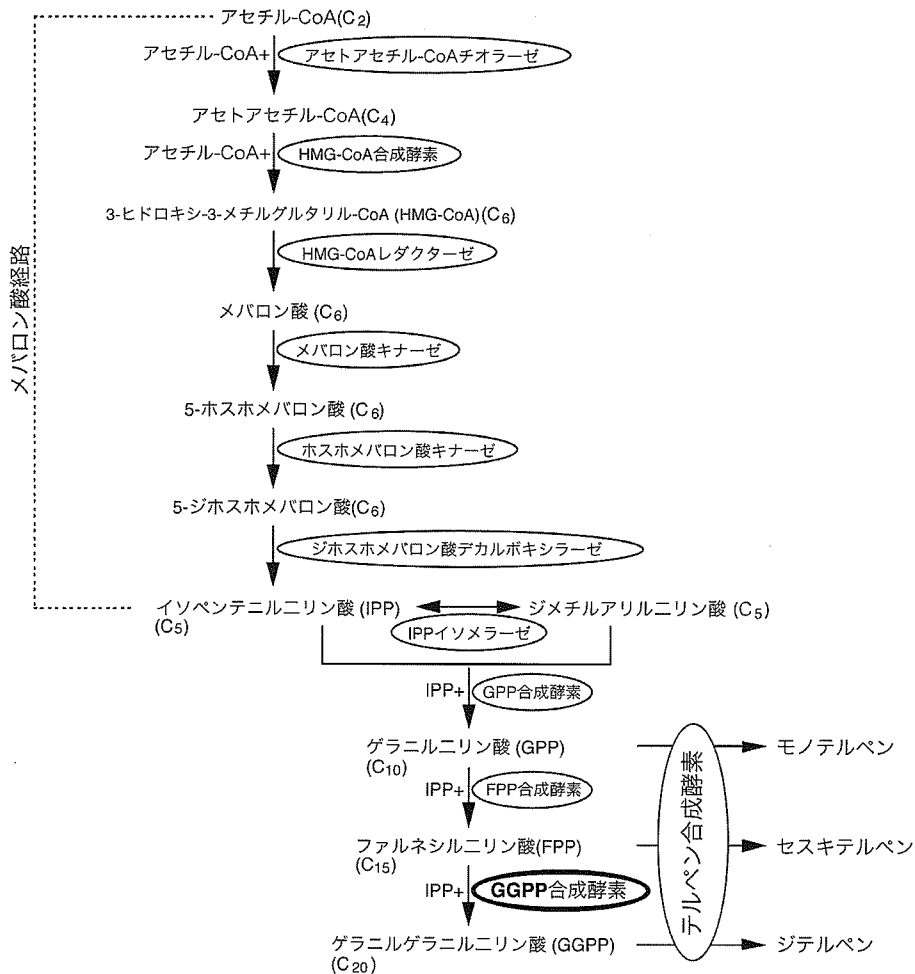 アセチル-CoA(C2)
アセチル-CoA+
アセトアセチル-CoAチオラーゼ
アセトアセチル-CoA(C4)
アセチル-CoA+
HMG-CoA合成酵素
3-ヒドロキシ-3-メチルグルタリル-CoA (HMG-CoA)(C6)
HMG-CoAレダクターゼ
メバロン酸 (C6)
メバロン酸キナーゼ
5-ホスホメバロン酸 (C6)
ホスホメバロン酸キナーゼ
5-ジホスホメバロン酸(C6)
ジホスホメバロン酸デカルボキシラーゼ
メバロン酸経路
イソペンテニル二リン酸 (IPP)
(C5)
ジメチルアリル二リン酸 (C5)
IPPイソメラーゼ
IPP+
GPP合成酵素
ゲラニル二リン酸 (GPP)
(C10)
モノテルペン
IPP+
FPP合成酵素
テルペン合成酵素
ファルネシル二リン酸(FPP)
(C15)
セスキテルペン
IPP+
GGPP合成酵素
ゲラニルゲラニル二リン酸 (GGPP)
(C20)
ジテルペン